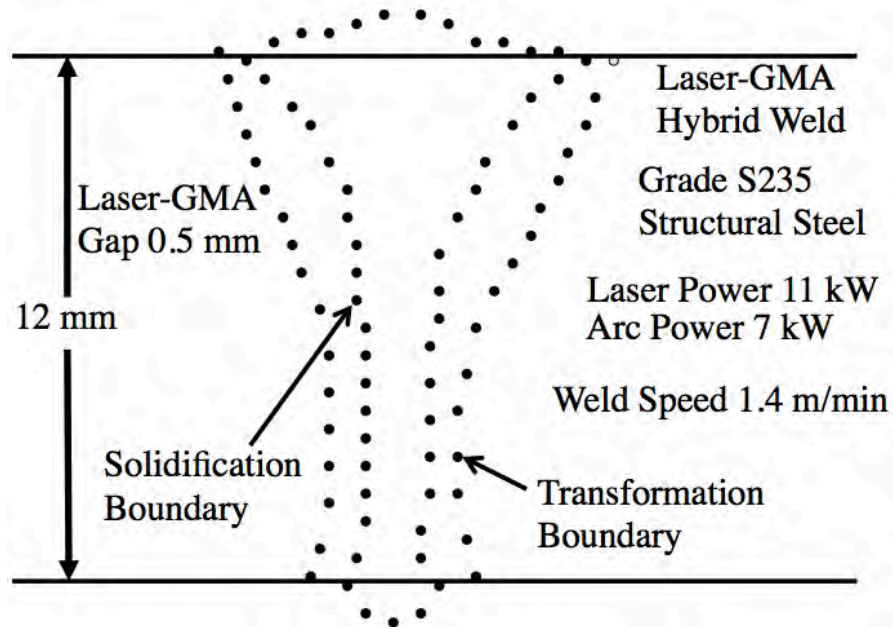 Laser-GMA
Hybrid Weld
Grade S235
Structural Steel
Laser-GMA
Gap 0.5 mm
12 mm
Laser Power 11 kW
Arc Power 7 kW
Weld Speed 1.4 m/min
Solidification
Boundary
Transformation
Boundary